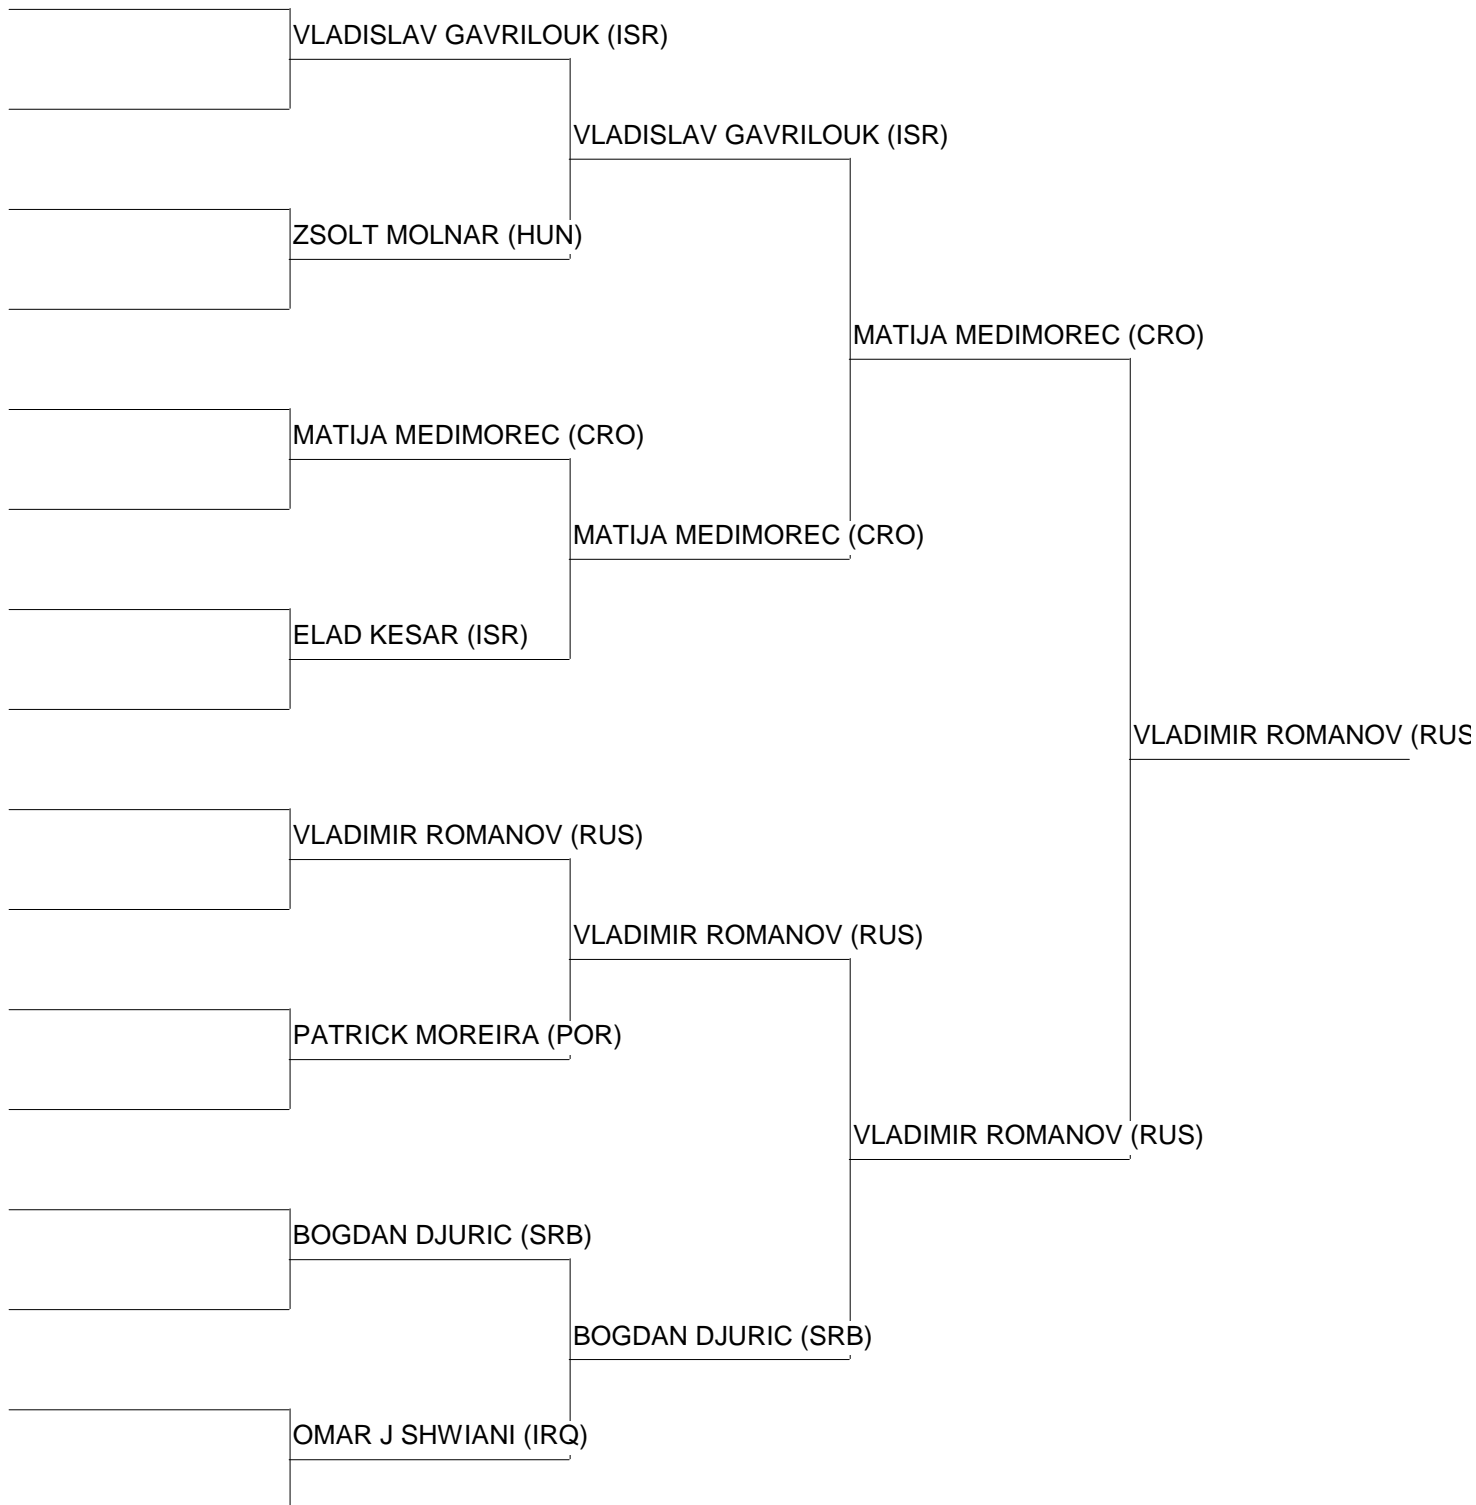 VLADISLAV GAVRILOUK (ISR)
VLADISLAV GAVRILOUK (ISR)
ZSOLT MOLNAR (HUN)
MATIJA MEDIMOREC (CRO)
MATIJA MEDIMOREC (CRO)
MATIJA MEDIMOREC (CRO)
ELAD KESAR (ISR)
VLADIMIR ROMANOV (RUS
VLADIMIR ROMANOV (RUS)
VLADIMIR ROMANOV (RUS)
PATRICK MOREIRA (POR)
VLADIMIR ROMANOV (RUS)
BOGDAN DJURIC (SRB)
BOGDAN DJURIC (SRB)
OMAR J SHWIANI (IRQ)